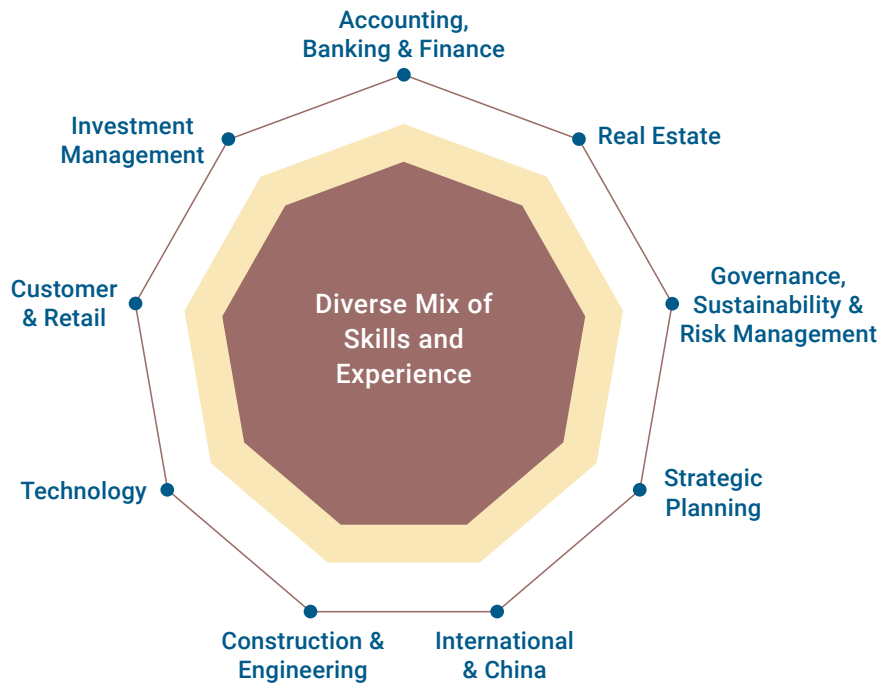 Accounting,
Banking & Finance
Real Estate
Governance,
Sustainability &
Risk Management
Strategic
Planning
International
& China
Construction &
Engineering
Technology
Customer
& Retail
Investment
Management
Diverse Mix of
Skills and
Experience